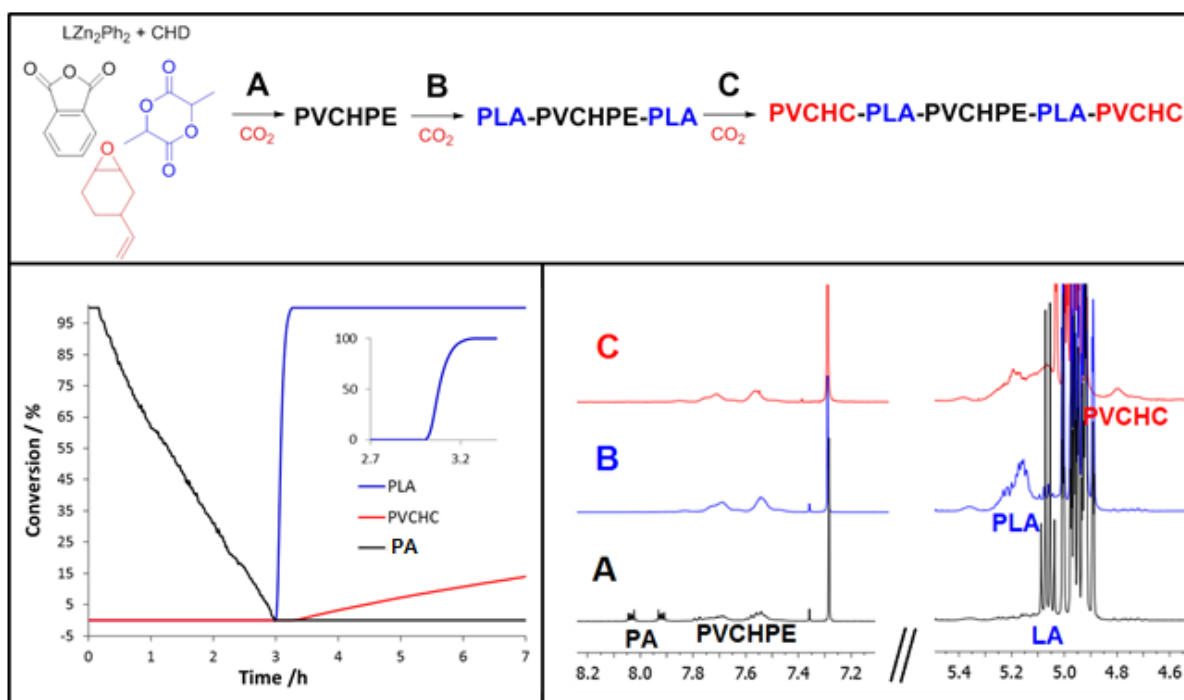 LZn₂Ph₂ + CHD
O O O
O
O
O
O
O
A
CO₂
PVCHPE
B
CO₂
PLA-PVCHPE-PLA
C
CO₂
PVCHC-PLA-PVCHPE-PLA-PVCHC
Conversion / %
95
85
75
65
55
45
35
25
15
5
-5
0 1 2 3 4 5 6 7
Time /h
100
50
0
2.7 3.2
PLA
PVCHC
PA
C
PVCHC
B
PLA
A
PA
PVCHPE
LA
8.2 8.0 7.8 7.6 7.4 7.2 // 5.4 5.2 5.0 4.8 4.6